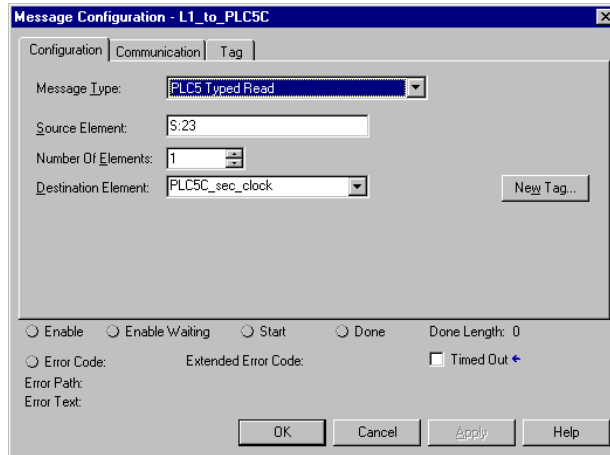 Message Configuration - L1_to_PLC5C
Configuration Communication Tag
Message Type: PLC5 Typed Read
Source Element: S:23
Number Of Elements: 1
Destination Element: PLC5C_sec_clock New Tag...
Enable Enable Waiting Start Done Done Length: 0
Error Code: Extended Error Code: Timed Out
Error Path:
Error Text:
OK Cancel Apply Help